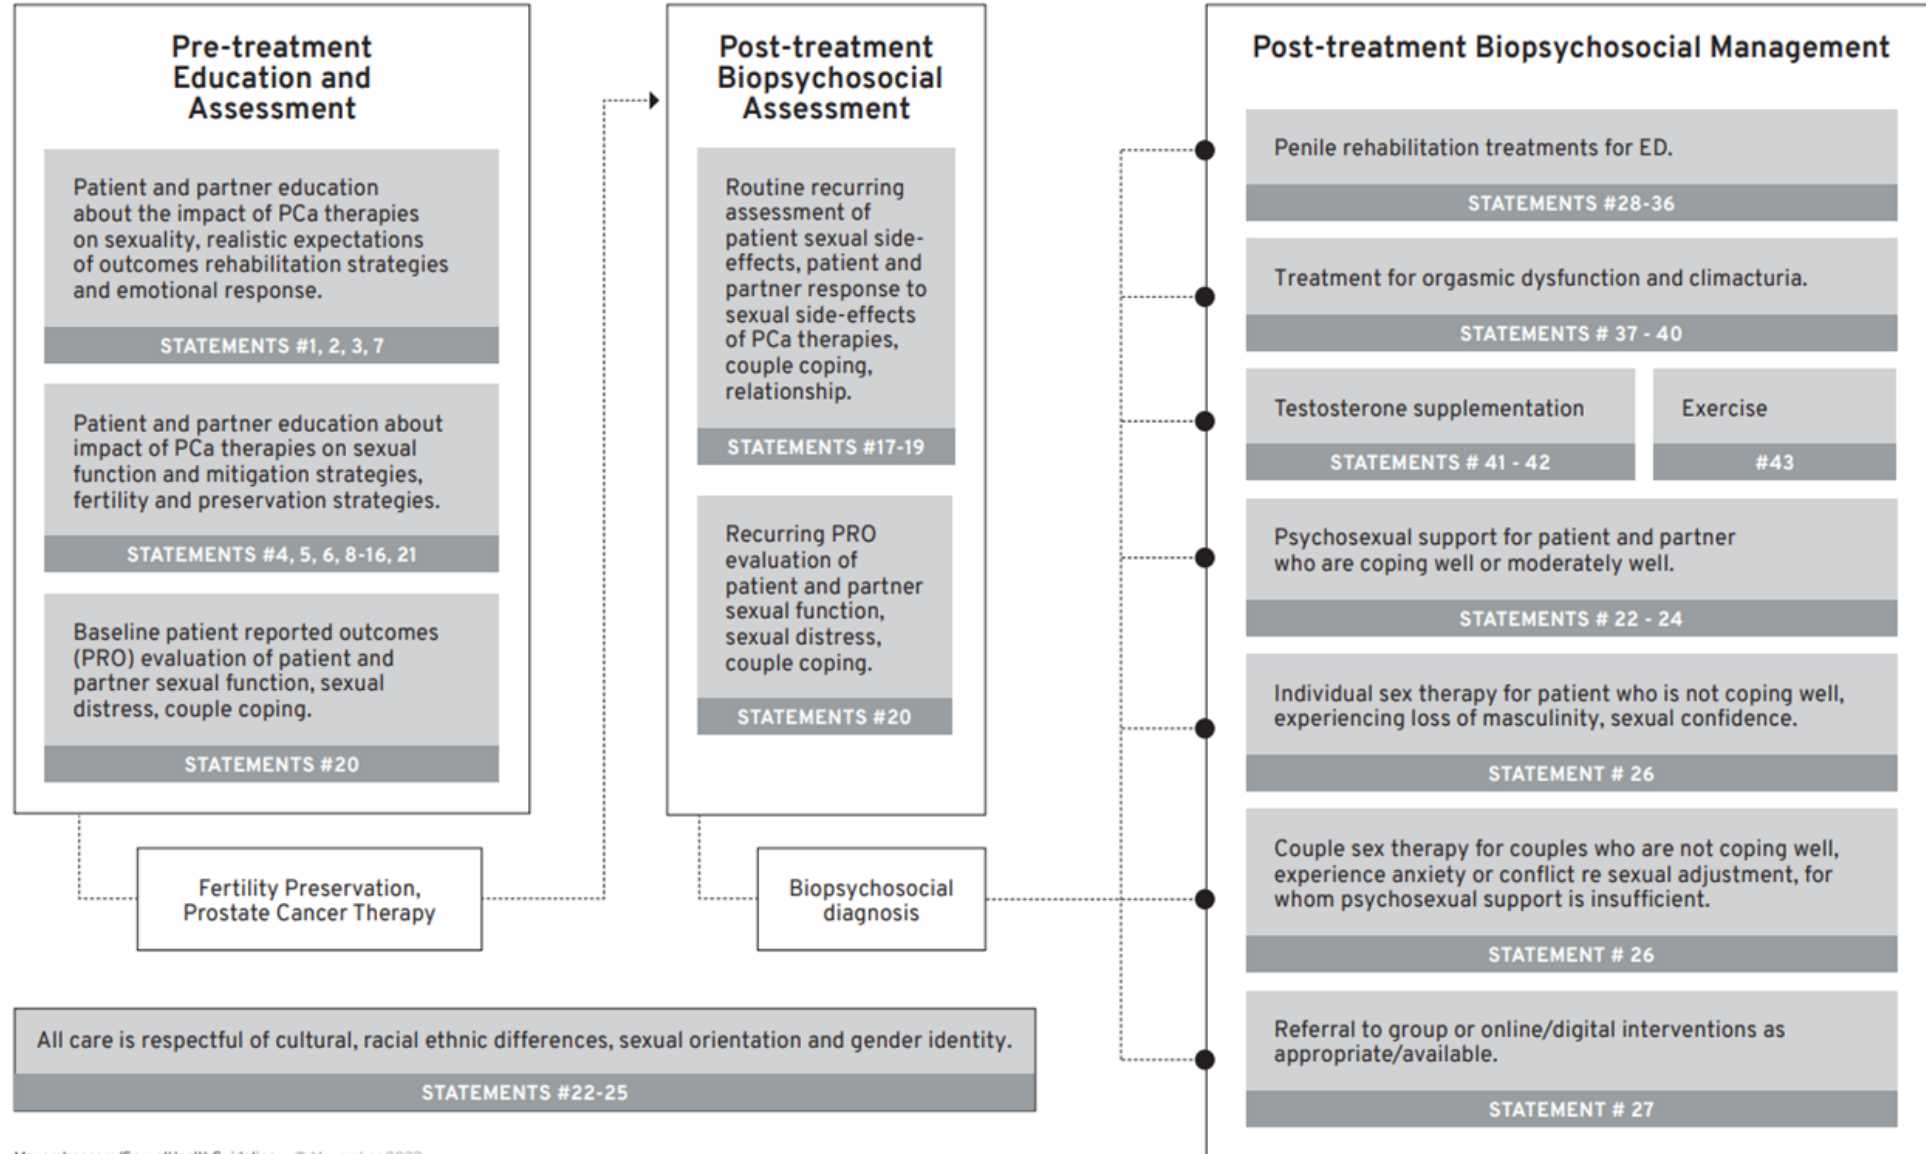 Pre-treatment
Education and
Assessment
Patient and partner education
about the impact of PCa therapies
on sexuality, realistic expectations
of outcomes rehabilitation strategies
and emotional response.
STATEMENTS #1, 2, 3, 7
Patient and partner education about
impact of PCa therapies on sexual
function and mitigation strategies,
fertility and preservation strategies.
STATEMENTS #4, 5, 6, 8-16, 21
Baseline patient reported outcomes
(PRO) evaluation of patient and
partner sexual function, sexual
distress, couple coping.
STATEMENTS #20
Fertility Preservation,
Prostate Cancer Therapy
Post-treatment
Biopsychosocial
Assessment
Routine recurring
assessment of
patient sexual side-
effects, patient and
partner response to
sexual side-effects
of PCa therapies,
couple coping,
relationship.
STATEMENTS #17-19
Recurring PRO
evaluation of
patient and partner
sexual function,
sexual distress,
couple coping.
STATEMENTS #20
Biopsychosocial
diagnosis
Post-treatment Biopsychosocial Management
Penile rehabilitation treatments for ED.
STATEMENTS #28-36
Treatment for orgasmic dysfunction and climacturia.
STATEMENTS # 37 - 40
Testosterone supplementation
STATEMENTS # 41 - 42
Exercise
#43
Psychosexual support for patient and partner
who are coping well or moderately well.
STATEMENTS # 22 - 24
Individual sex therapy for patient who is not coping well,
experiencing loss of masculinity, sexual confidence.
STATEMENT # 26
Couple sex therapy for couples who are not coping well,
experience anxiety or conflict re sexual adjustment, for
whom psychosexual support is insufficient.
STATEMENT # 26
Referral to group or online/digital interventions as
appropriate/available.
STATEMENT # 27
All care is respectful of cultural, racial ethnic differences, sexual orientation and gender identity.
STATEMENTS #22-25